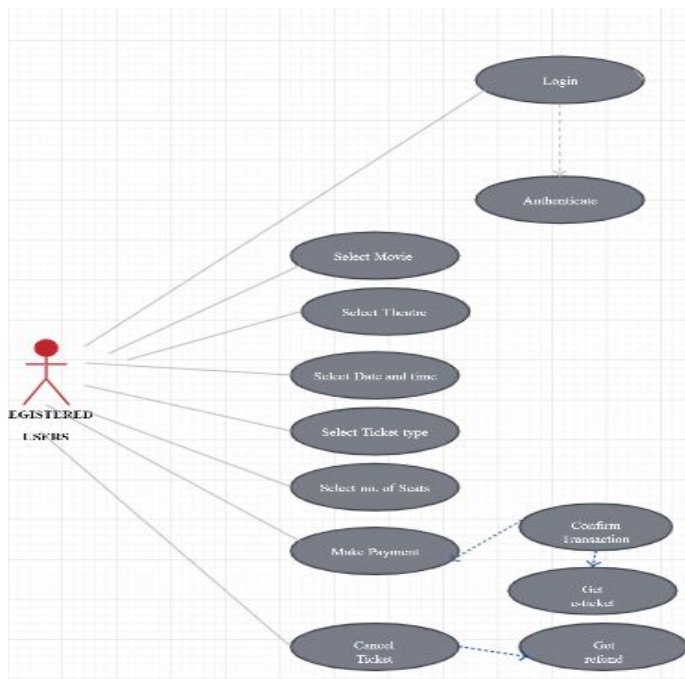 Login
Authenticate
Select Movie
Select Theatre
Select Date and time
EGISTERED
USERS
Select Ticket type
Select no. of Seats
Make Payment
Confirm
Transaction
Get
e-ticket
Cancel
Ticket
Get
refund